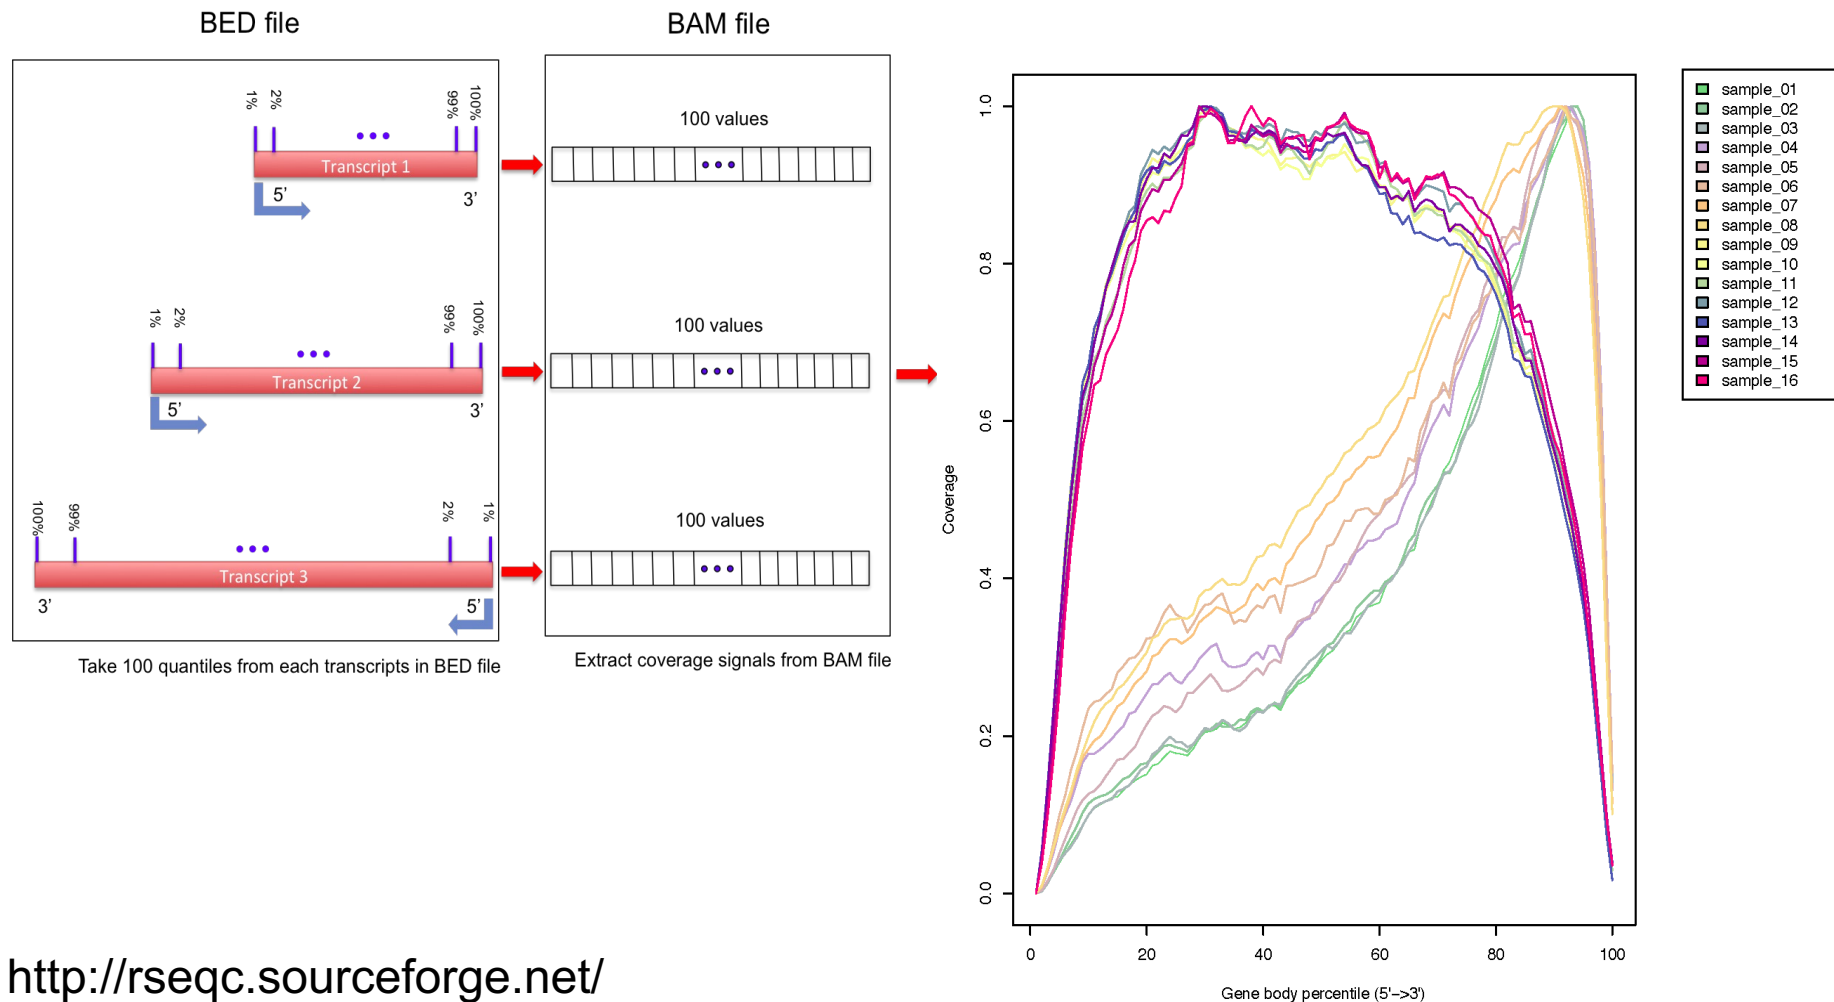 BED file
BAM file
1%
2%
99%
100%
Transcript 1
5’
3’
100 values
1%
2%
99%
100%
Transcript 2
5’
3’
100 values
100%
99%
2%
1%
Transcript 3
3’
5’
100 values
Take 100 quantiles from each transcripts in BED file
Extract coverage signals from BAM file
Coverage
1.0
0.8
0.6
0.4
0.2
0.0
0
20
40
60
80
100
Gene body percentile (5'->3')
sample_01
sample_02
sample_03
sample_04
sample_05
sample_06
sample_07
sample_08
sample_09
sample_10
sample_11
sample_12
sample_13
sample_14
sample_15
sample_16
http://rseqc.sourceforge.net/